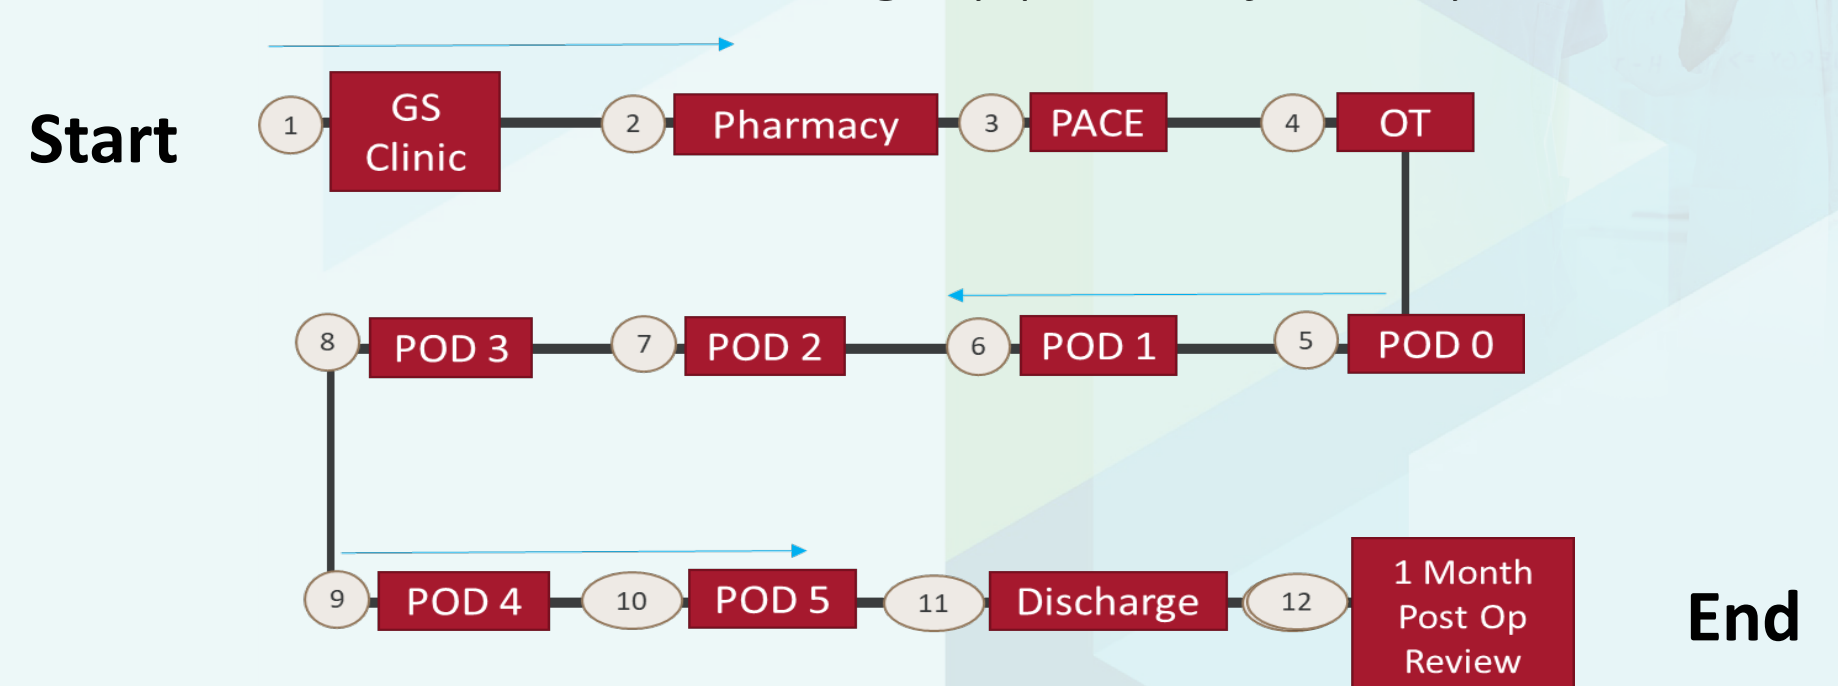 Start
1
GS
Clinic
2
Pharmacy
3
PACE
4
OT
5
POD 0
6
POD 1
7
POD 2
8
POD 3
9
POD 4
10
POD 5
11
Discharge
12
1 Month
Post Op
Review
End